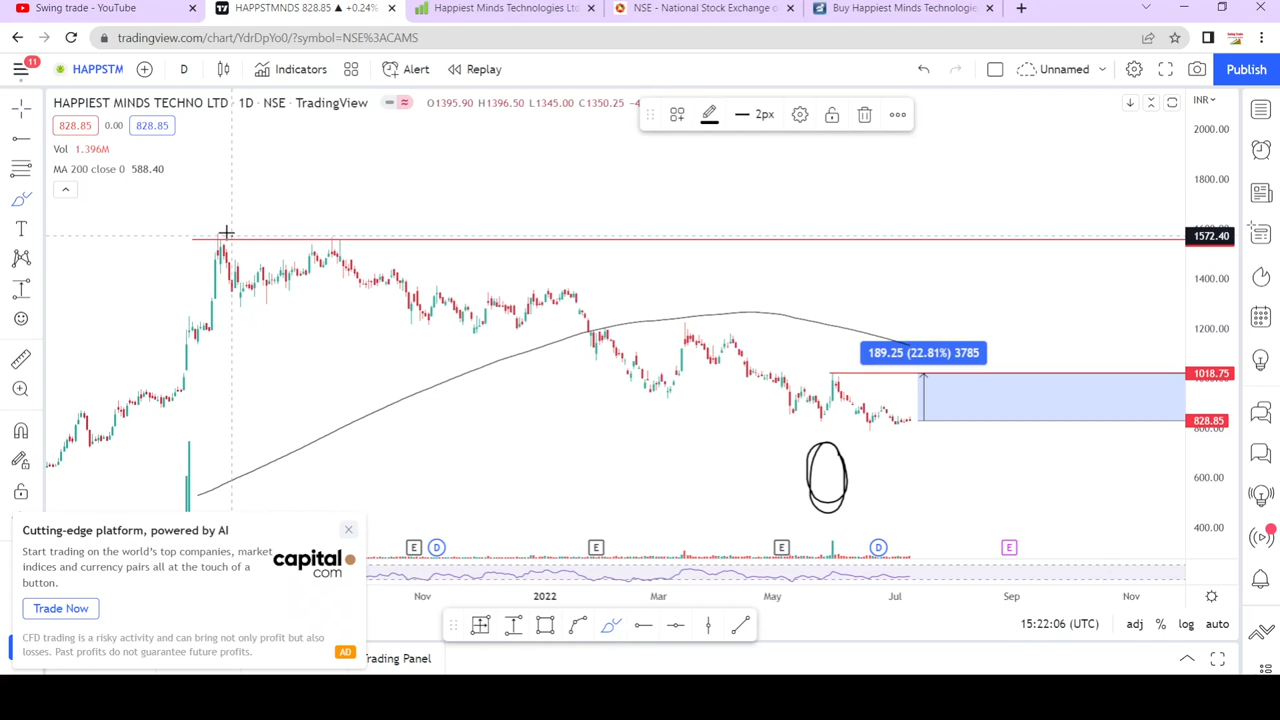 Swing trade - YouTube
HAPPSTMNDS 828.85 ▲ +0.24%
Happiest Minds Technologies Ltd
NSE - National Stock Exchange o
Buy Happiest Minds Technologie
tradingview.com/chart/YdrDpYo0/?symbol=NSE%3ACAMS
11
HAPPSTM
D
Indicators
Alert
Replay
Unnamed
Publish
HAPPIEST MINDS TECHNO LTD · 1D · NSE · TradingView
O1395.90 H1396.50 L1345.00 C1350.25
2px
INR
828.85 0.00 828.85
2000.00
Vol 1.396M
MA 200 close 0 588.40
1800.00
1572.40
1400.00
1200.00
189.25 (22.81%) 3785
1018.75
828.85
600.00
400.00
Cutting-edge platform, powered by AI
Start trading on the world's top companies, market
indices and currency pairs all at the touch of a
button.
capital
com
Trade Now
CFD trading is a risky activity and can bring not only profit but also
losses. Past profits do not guarantee future profits.
AD
E D E E D E
Nov 2022 Mar May Jul Sep Nov
15:22:06 (UTC) adj % log auto
Trading Panel